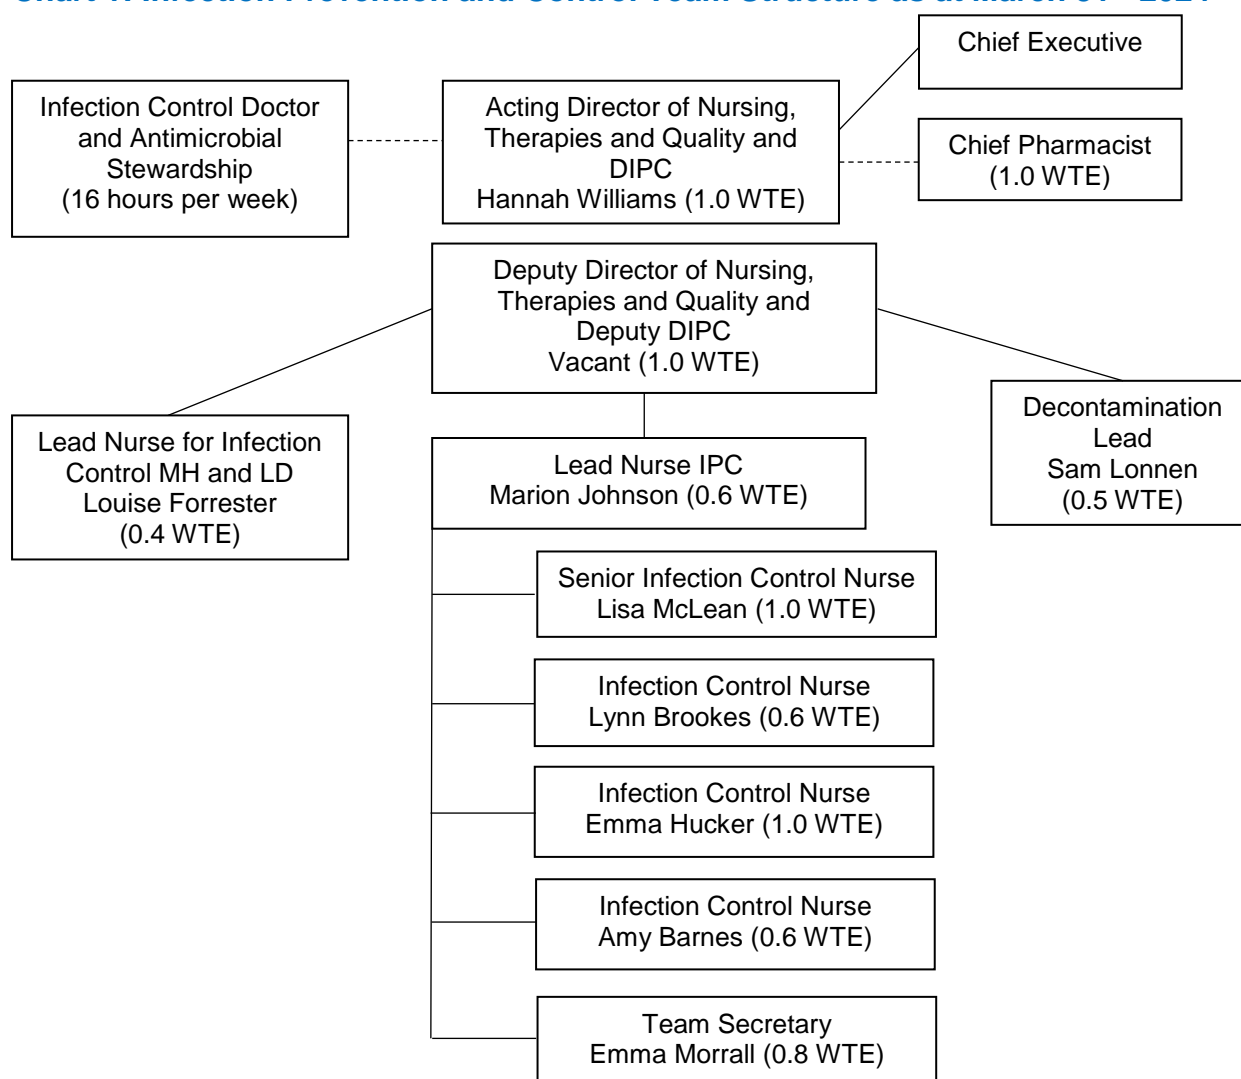 Chief Executive
Infection Control Doctor
and Antimicrobial
Stewardship
(16 hours per week)
Acting Director of Nursing,
Therapies and Quality and
DIPC
Hannah Williams (1.0 WTE)
Chief Pharmacist
(1.0 WTE)
Deputy Director of Nursing,
Therapies and Quality and
Deputy DIPC
Vacant (1.0 WTE)
Lead Nurse for Infection
Control MH and LD
Louise Forrester
(0.4 WTE)
Lead Nurse IPC
Marion Johnson (0.6 WTE)
Decontamination
Lead
Sam Lonnen
(0.5 WTE)
Senior Infection Control Nurse
Lisa McLean (1.0 WTE)
Infection Control Nurse
Lynn Brookes (0.6 WTE)
Infection Control Nurse
Emma Hucker (1.0 WTE)
Infection Control Nurse
Amy Barnes (0.6 WTE)
Team Secretary
Emma Morrall (0.8 WTE)